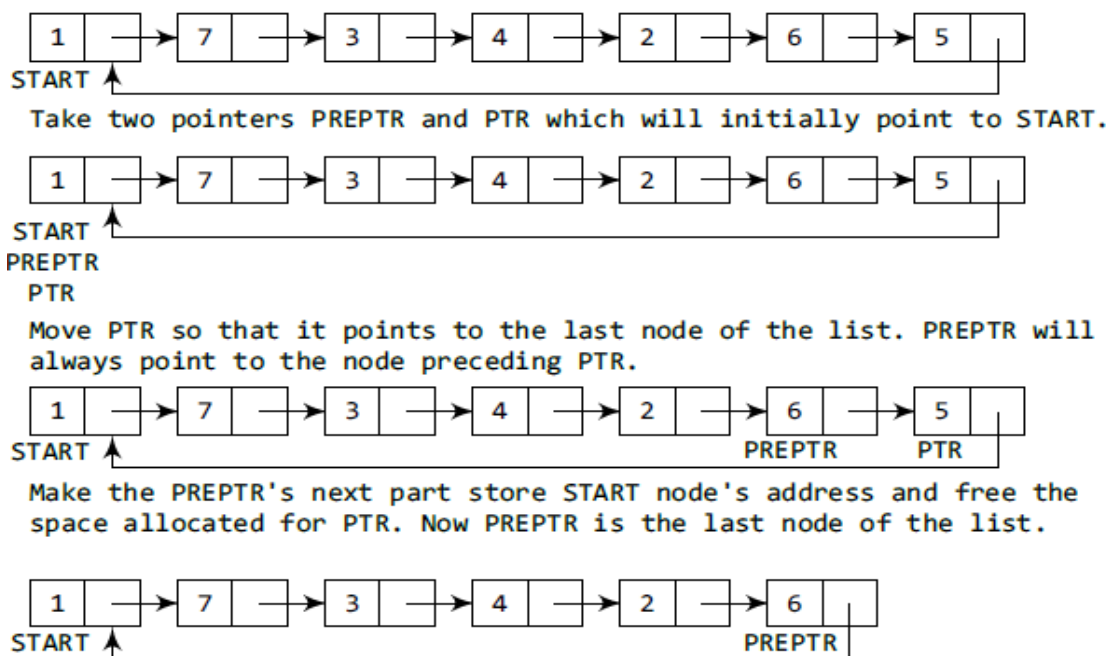 1 7 3 4 2 6 5
START
Take two pointers PREPTR and PTR which will initially point to START.
1 7 3 4 2 6 5
START
PREPTR
PTR
Move PTR so that it points to the last node of the list. PREPTR will
always point to the node preceding PTR.
1 7 3 4 2 6 5
START PREPTR PTR
Make the PREPTR's next part store START node's address and free the
space allocated for PTR. Now PREPTR is the last node of the list.
1 7 3 4 2 6
START PREPTR